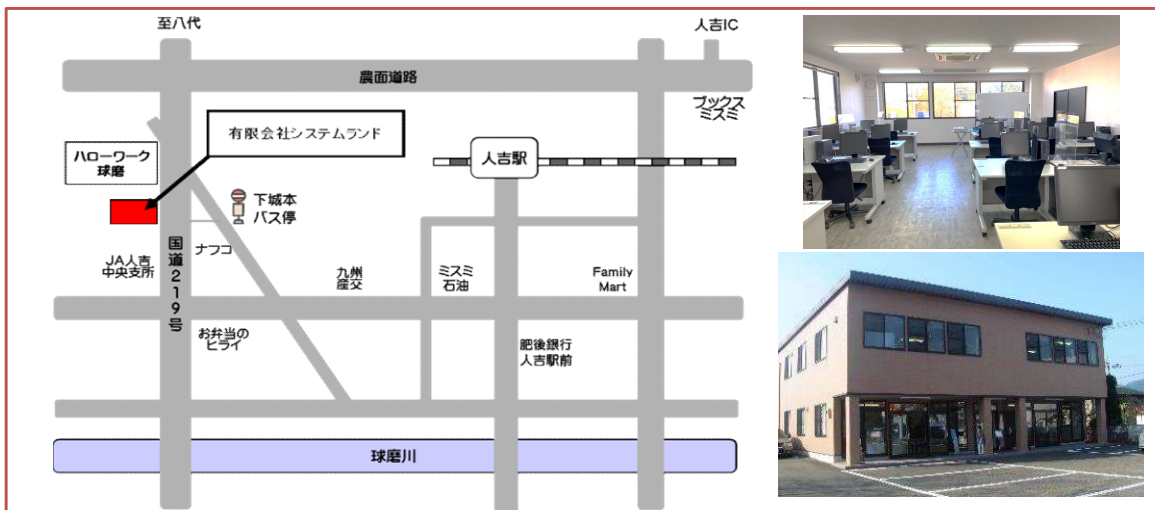 至八代
人吉IC
農面道路
ブックス
ミスミ
有限会社システムランド
ハローワーク
球磨
人吉駅
下城本
バス停
国道219号
ナフコ
JA人吉
中央支所
九州
産交
ミスミ
石油
Family
Mart
お弁当の
ヒライ
肥後銀行
人吉駅前
球磨川